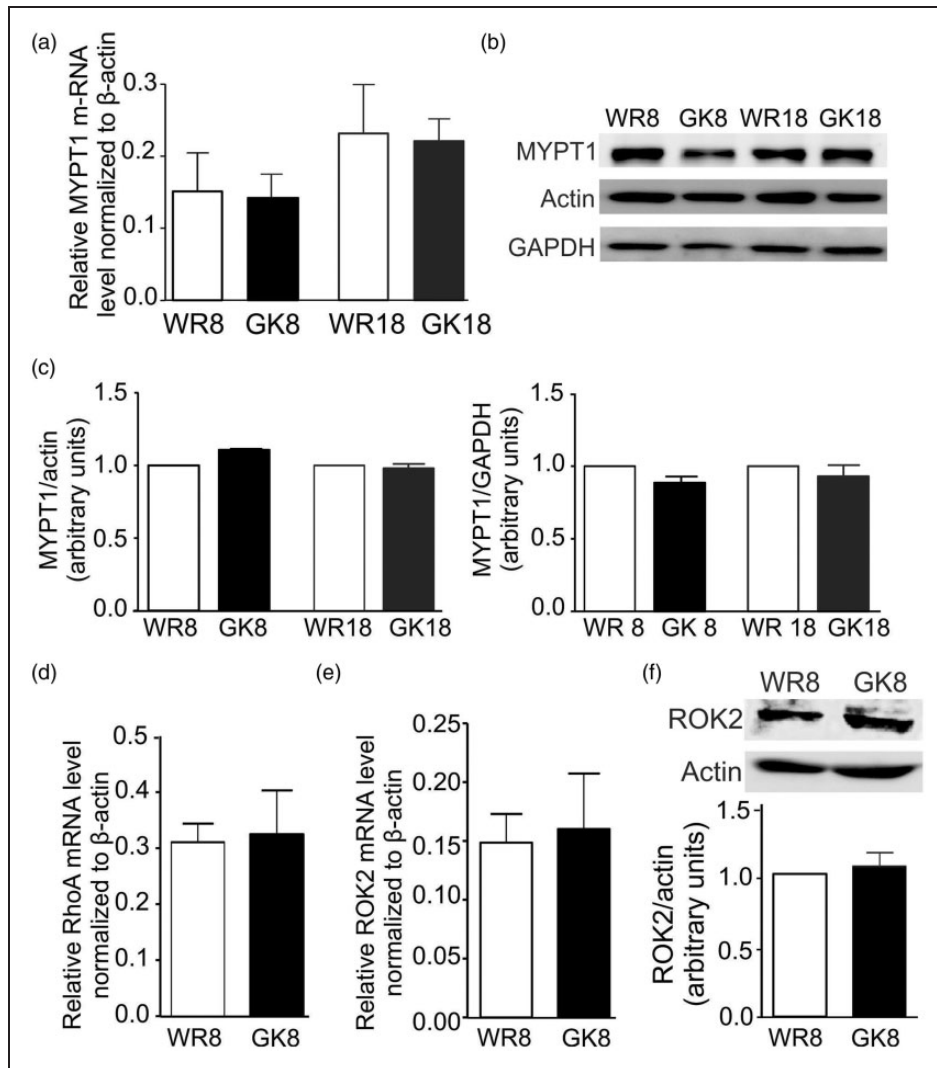 (a)
Relative MYPT1 m-RNA
level normalized to β-actin
0.3
0.2
0.1
0.0
WR8 GK8 WR18 GK18
(b)
WR8 GK8 WR18 GK18
MYPT1
Actin
GAPDH
(c)
MYPT1/actin
(arbitrary units)
1.5
1.0
0.5
0.0
WR8 GK8 WR18 GK18
MYPT1/GAPDH
(arbitrary units)
1.5
1.0
0.5
0.0
WR 8 GK 8 WR 18 GK18
(d)
Relative RhoA mRNA level
normalized to β-actin
0.5
0.4
0.3
0.2
0.1
0.0
WR8 GK8
(e)
Relative ROK2 mRNA level
normalized to β-actin
0.25
0.20
0.15
0.10
0.05
0.00
WR8 GK8
(f)
WR8 GK8
ROK2
Actin
ROK2/actin
(arbitrary units)
1.5
1.0
0.5
0.0
WR8 GK8